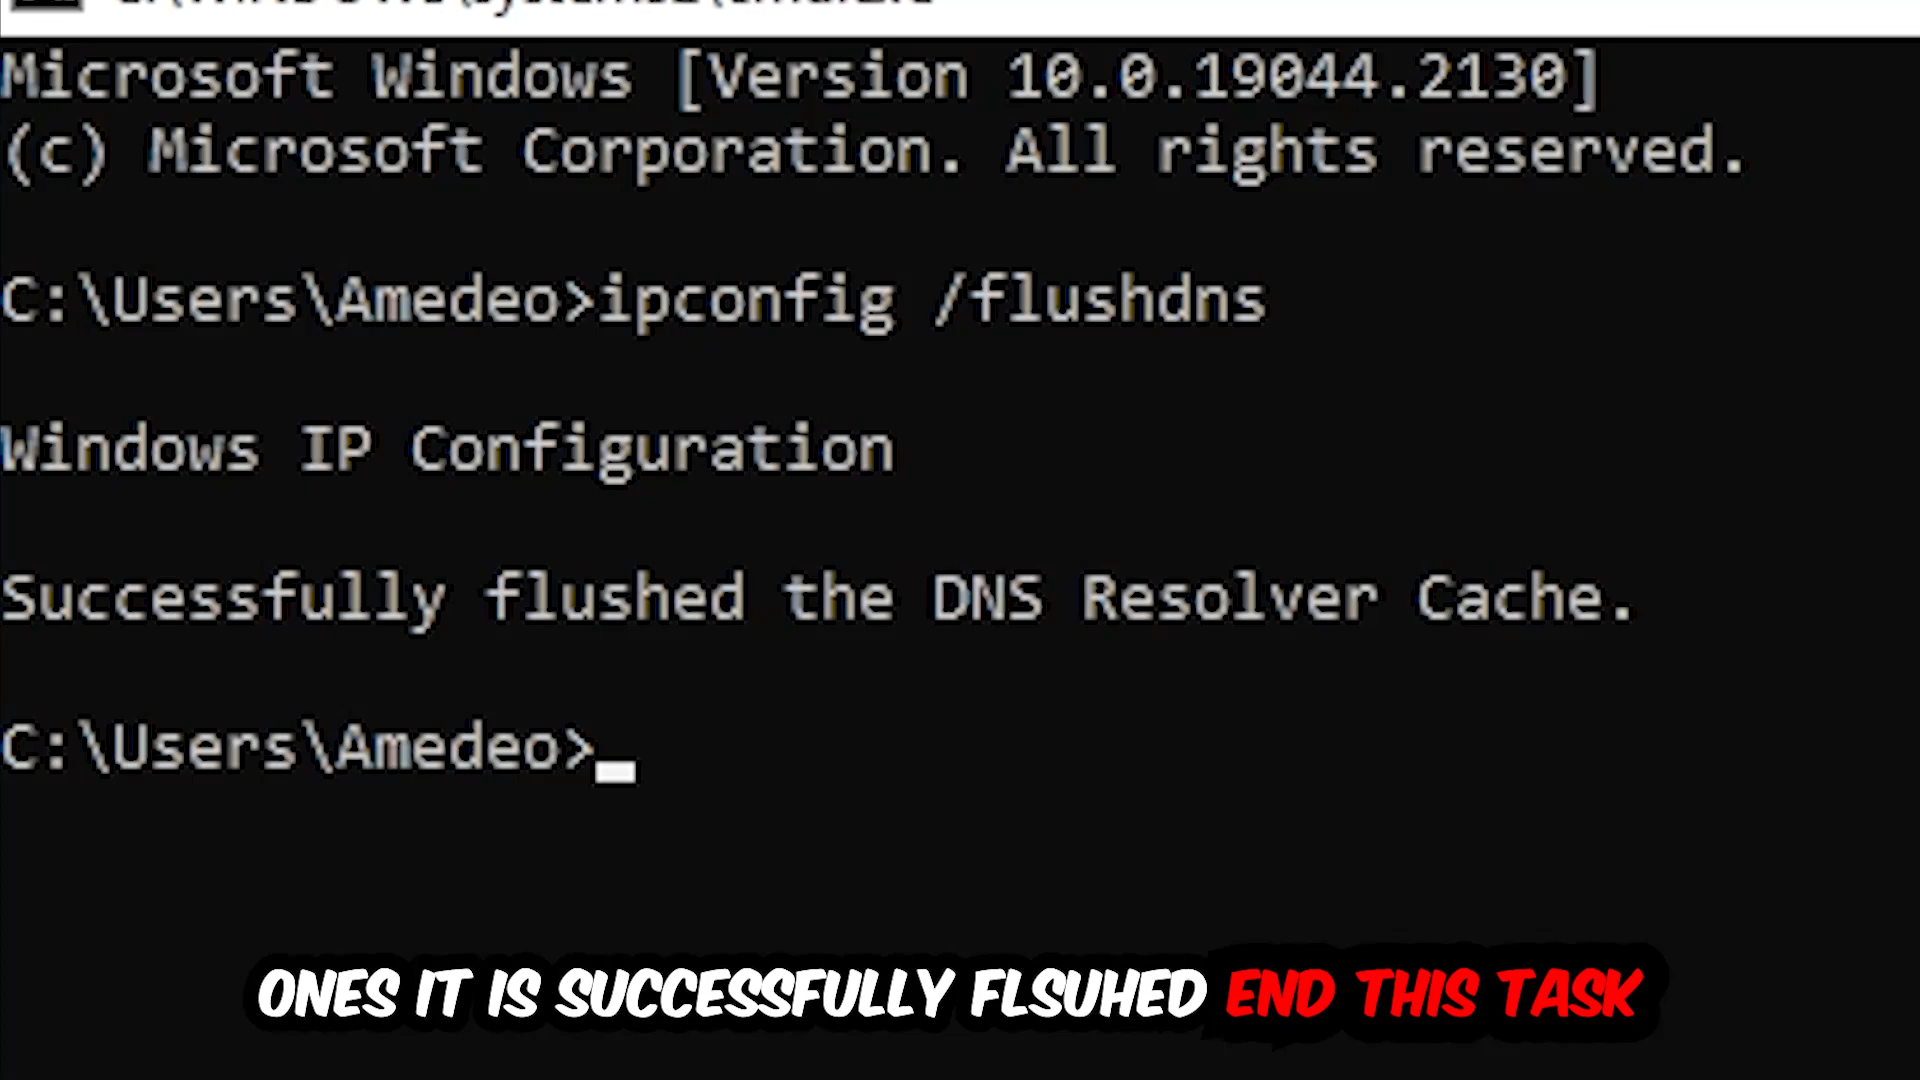 Microsoft Windows [Version 10.0.19044.2130]
(c) Microsoft Corporation. All rights reserved.
C:\Users\Amedeo>ipconfig /flushdns
Windows IP Configuration
Successfully flushed the DNS Resolver Cache.
C:\Users\Amedeo>
ONES IT IS SUCCESSFULLY FLSUHED END THIS TASK